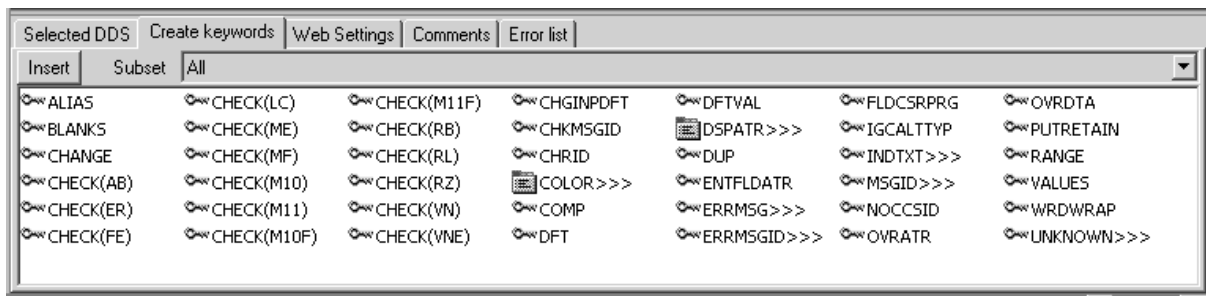 Selected DDS Create keywords Web Settings Comments Error list
Insert Subset All
ALIAS CHECK(LC) CHECK(M11F) CHGINPDFT DFTVAL FLDCSRPRG OVRDTA
BLANKS CHECK(ME) CHECK(RB) CHKMSGID DSPATR>>> IGCALTTYP PUTRETAIN
CHANGE CHECK(MF) CHECK(RL) CHRID DUP INDTXT>>> RANGE
CHECK(AB) CHECK(M10) CHECK(RZ) COLOR>>> ENTFLDATR MSGID>>> VALUES
CHECK(ER) CHECK(M11) CHECK(VN) COMP ERRMSG>>> NOCCSID WRDWRAP
CHECK(FE) CHECK(M10F) CHECK(VNE) DFT ERRMSGID>>> OVRATR UNKNOWN>>>